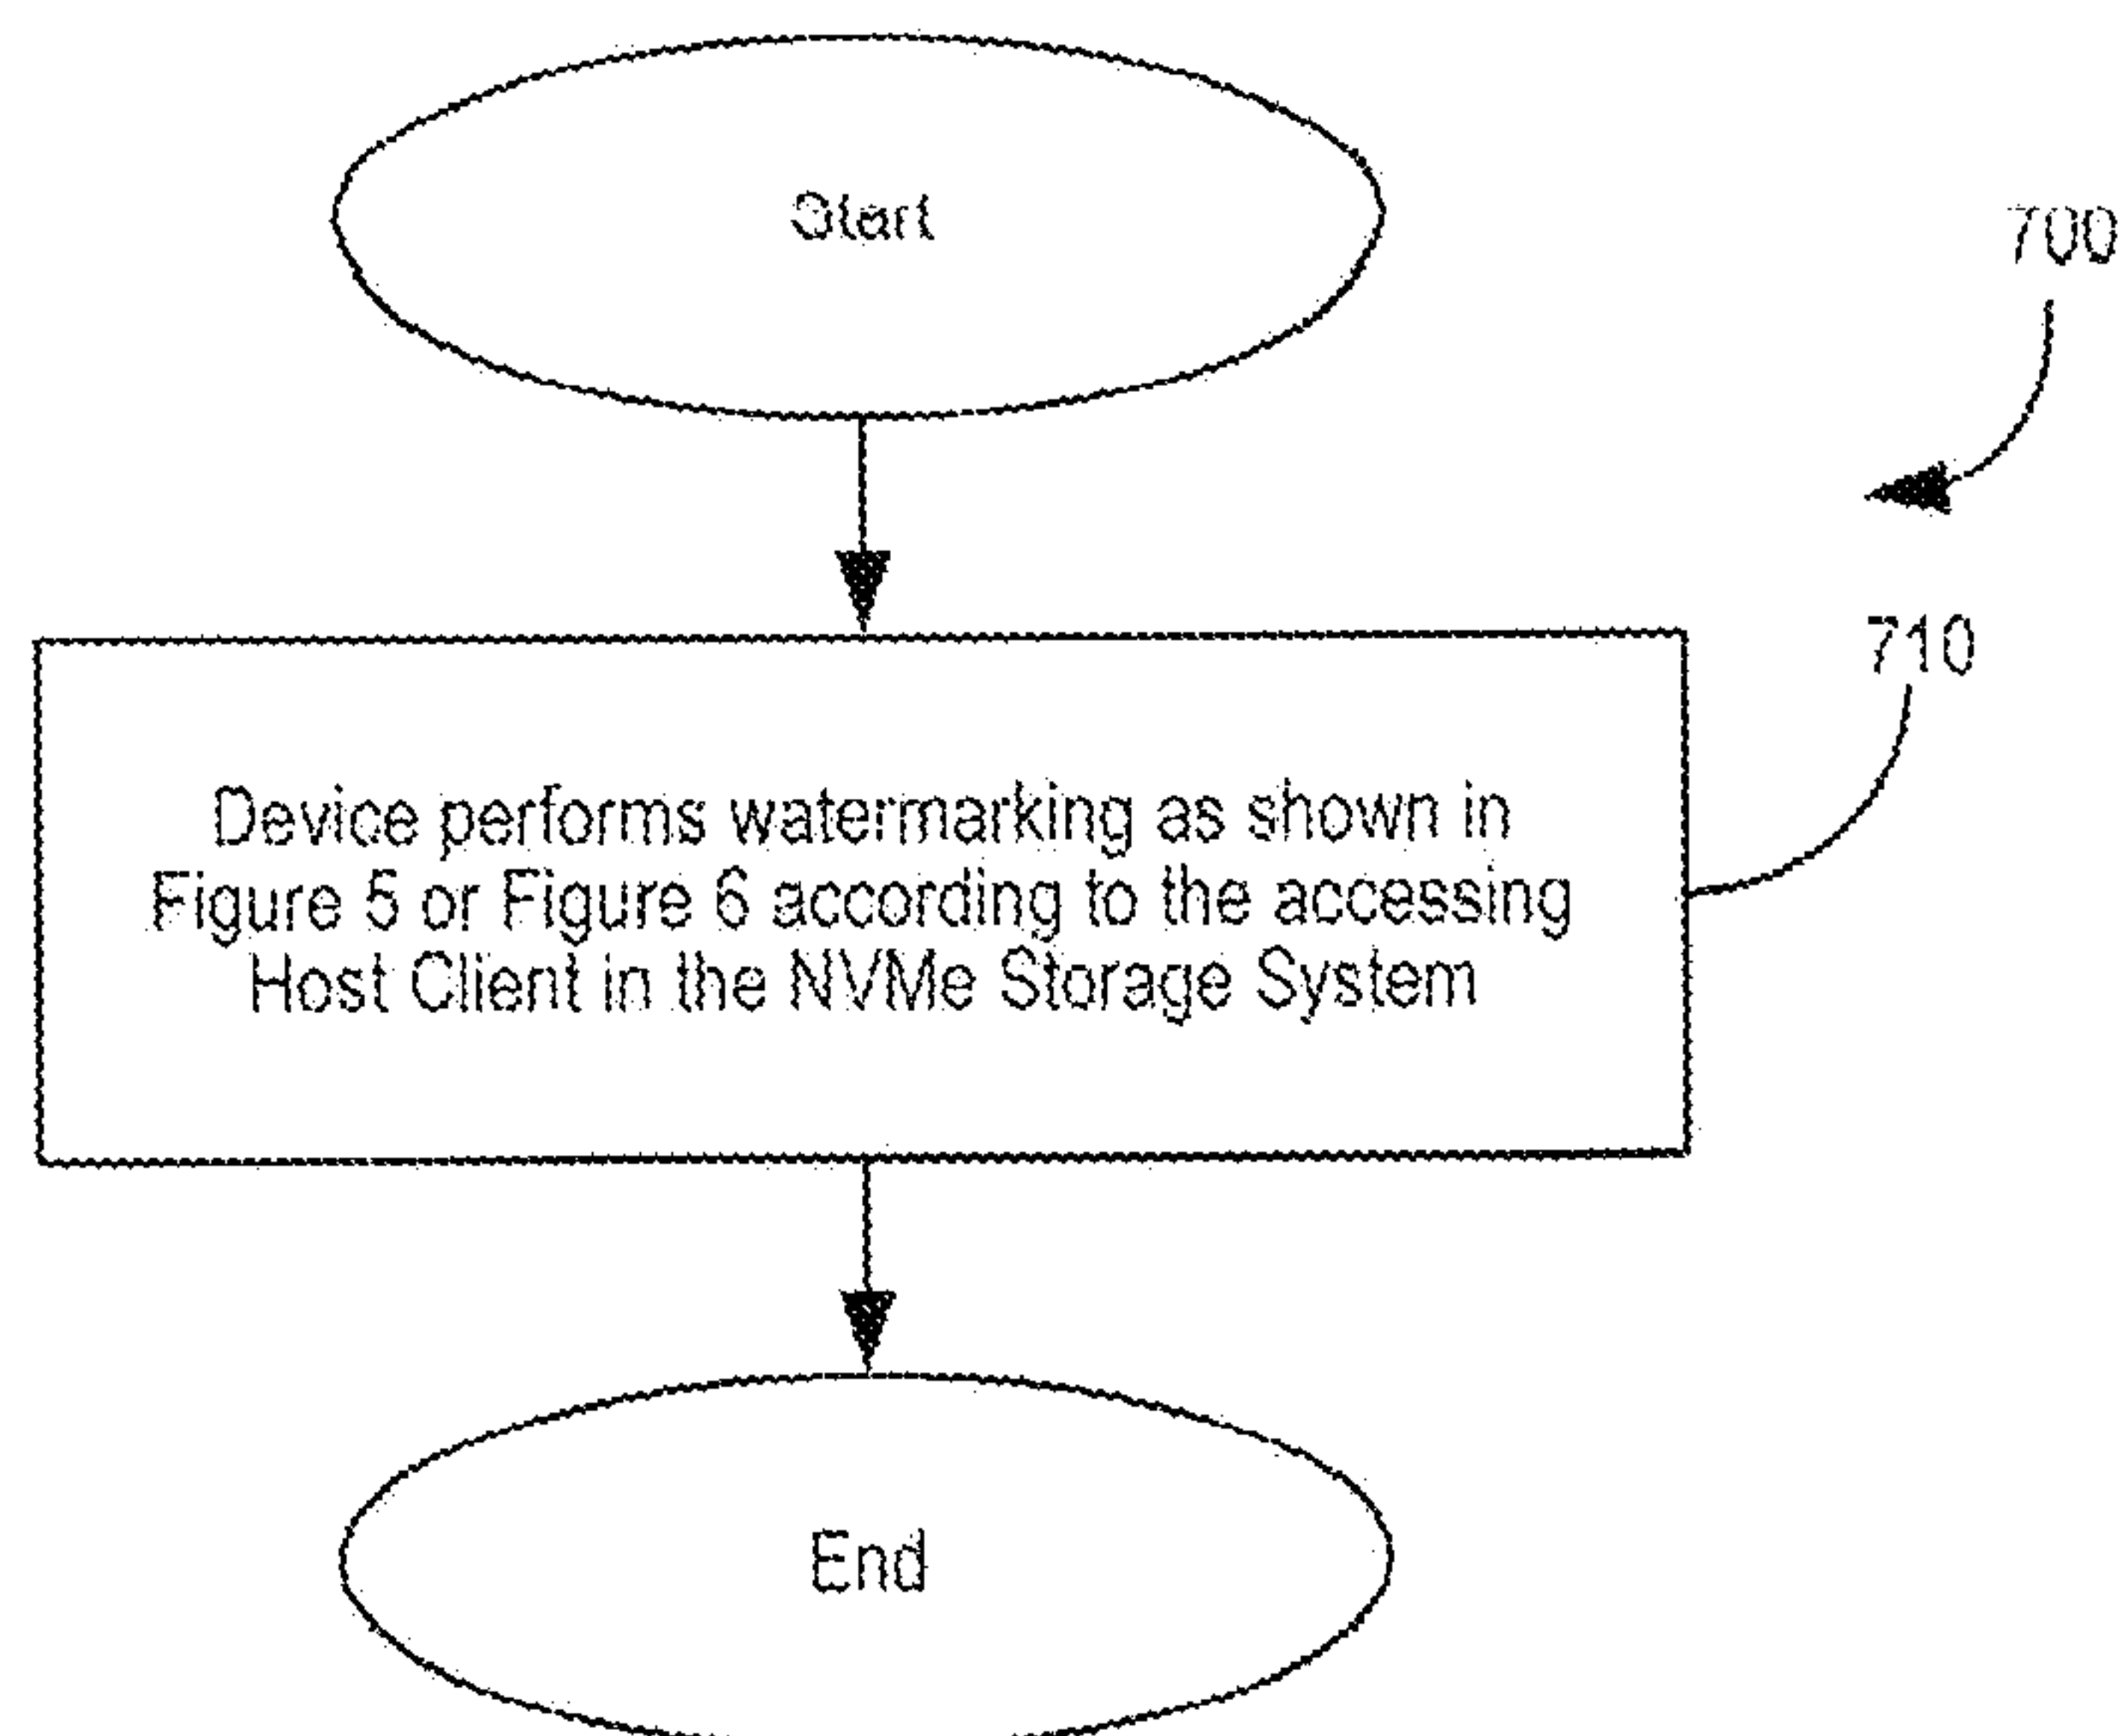 Start
700
710
Device performs watermarking as shown in
Figure 5 or Figure 6 according to the accessing
Host Client in the NVMe Storage System
End